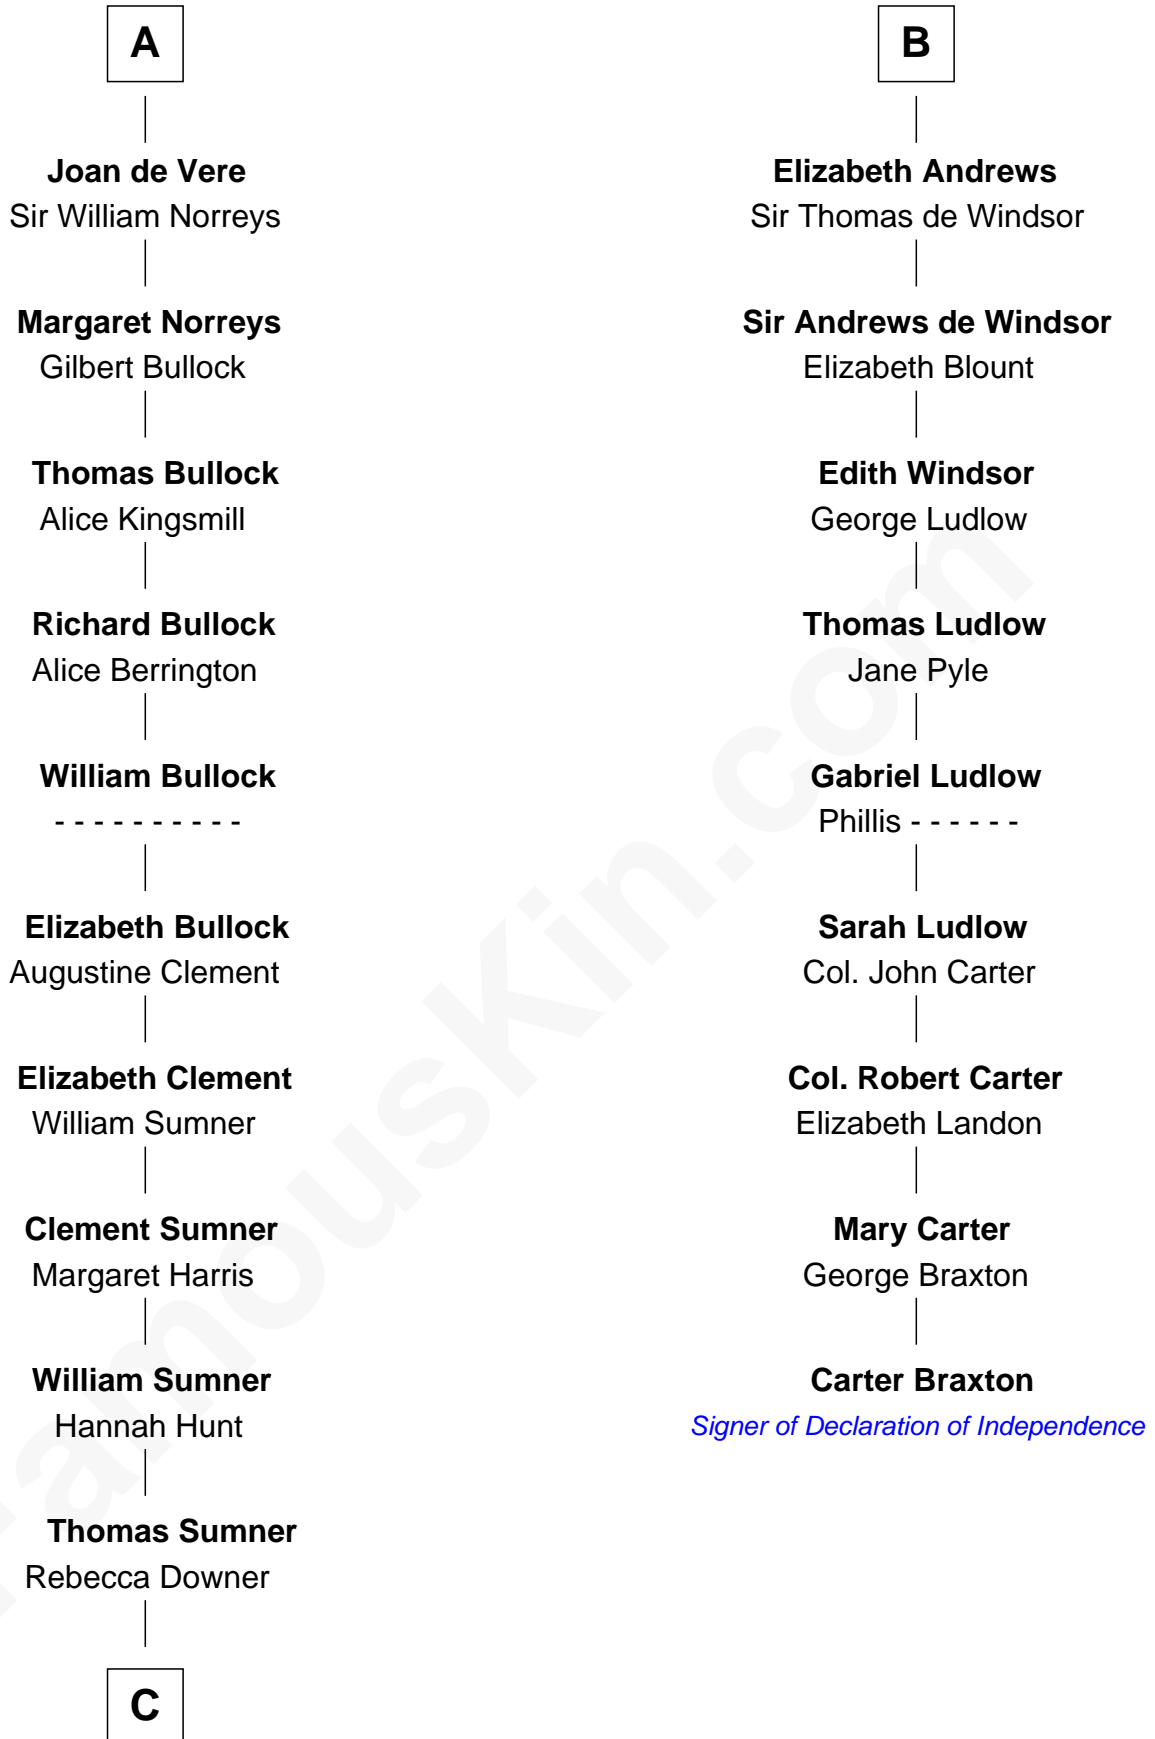 A
Joan de Vere
Sir William Norreys
Margaret Norreys
Gilbert Bullock
Thomas Bullock
Alice Kingsmill
Richard Bullock
Alice Berrington
William Bullock
- - - - - - - - - -
Elizabeth Bullock
Augustine Clement
Elizabeth Clement
William Sumner
Clement Sumner
Margaret Harris
William Sumner
Hannah Hunt
Thomas Sumner
Rebecca Downer
C
B
Elizabeth Andrews
Sir Thomas de Windsor
Sir Andrews de Windsor
Elizabeth Blount
Edith Windsor
George Ludlow
Thomas Ludlow
Jane Pyle
Gabriel Ludlow
Phillis - - - - - -
Sarah Ludlow
Col. John Carter
Col. Robert Carter
Elizabeth Landon
Mary Carter
George Braxton
Carter Braxton
Signer of Declaration of Independence
FamousKin.com